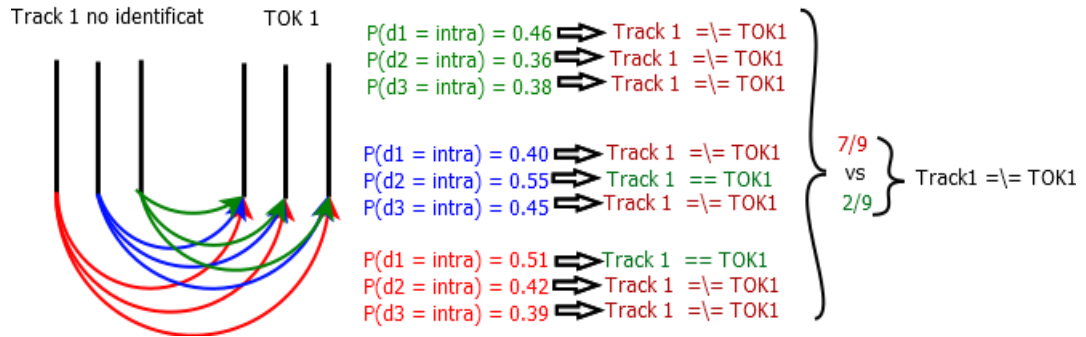 Track 1 no identificat TOK 1
P(d1 = intra) = 0.46 Track 1 =\= TOK1
P(d2 = intra) = 0.36 Track 1 =\= TOK1
P(d3 = intra) = 0.38 Track 1 =\= TOK1
P(d1 = intra) = 0.40 Track 1 =\= TOK1
P(d2 = intra) = 0.55 Track 1 == TOK1
P(d3 = intra) = 0.45 Track 1 =\= TOK1
P(d1 = intra) = 0.51 Track 1 == TOK1
P(d2 = intra) = 0.42 Track 1 =\= TOK1
P(d3 = intra) = 0.39 Track 1 =\= TOK1
7/9
vs
2/9
Track1 =\= TOK1